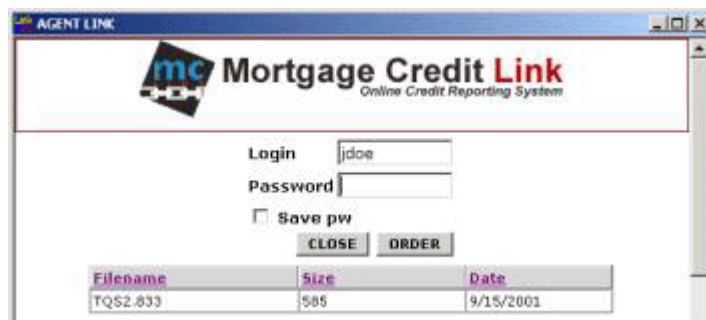 Link AGENT LINK
mc Mortgage Credit Link
Online Credit Reporting System
Login jdoe
Password
Save pw
CLOSE ORDER
Filename Size Date
TQS2.833 585 9/15/2001